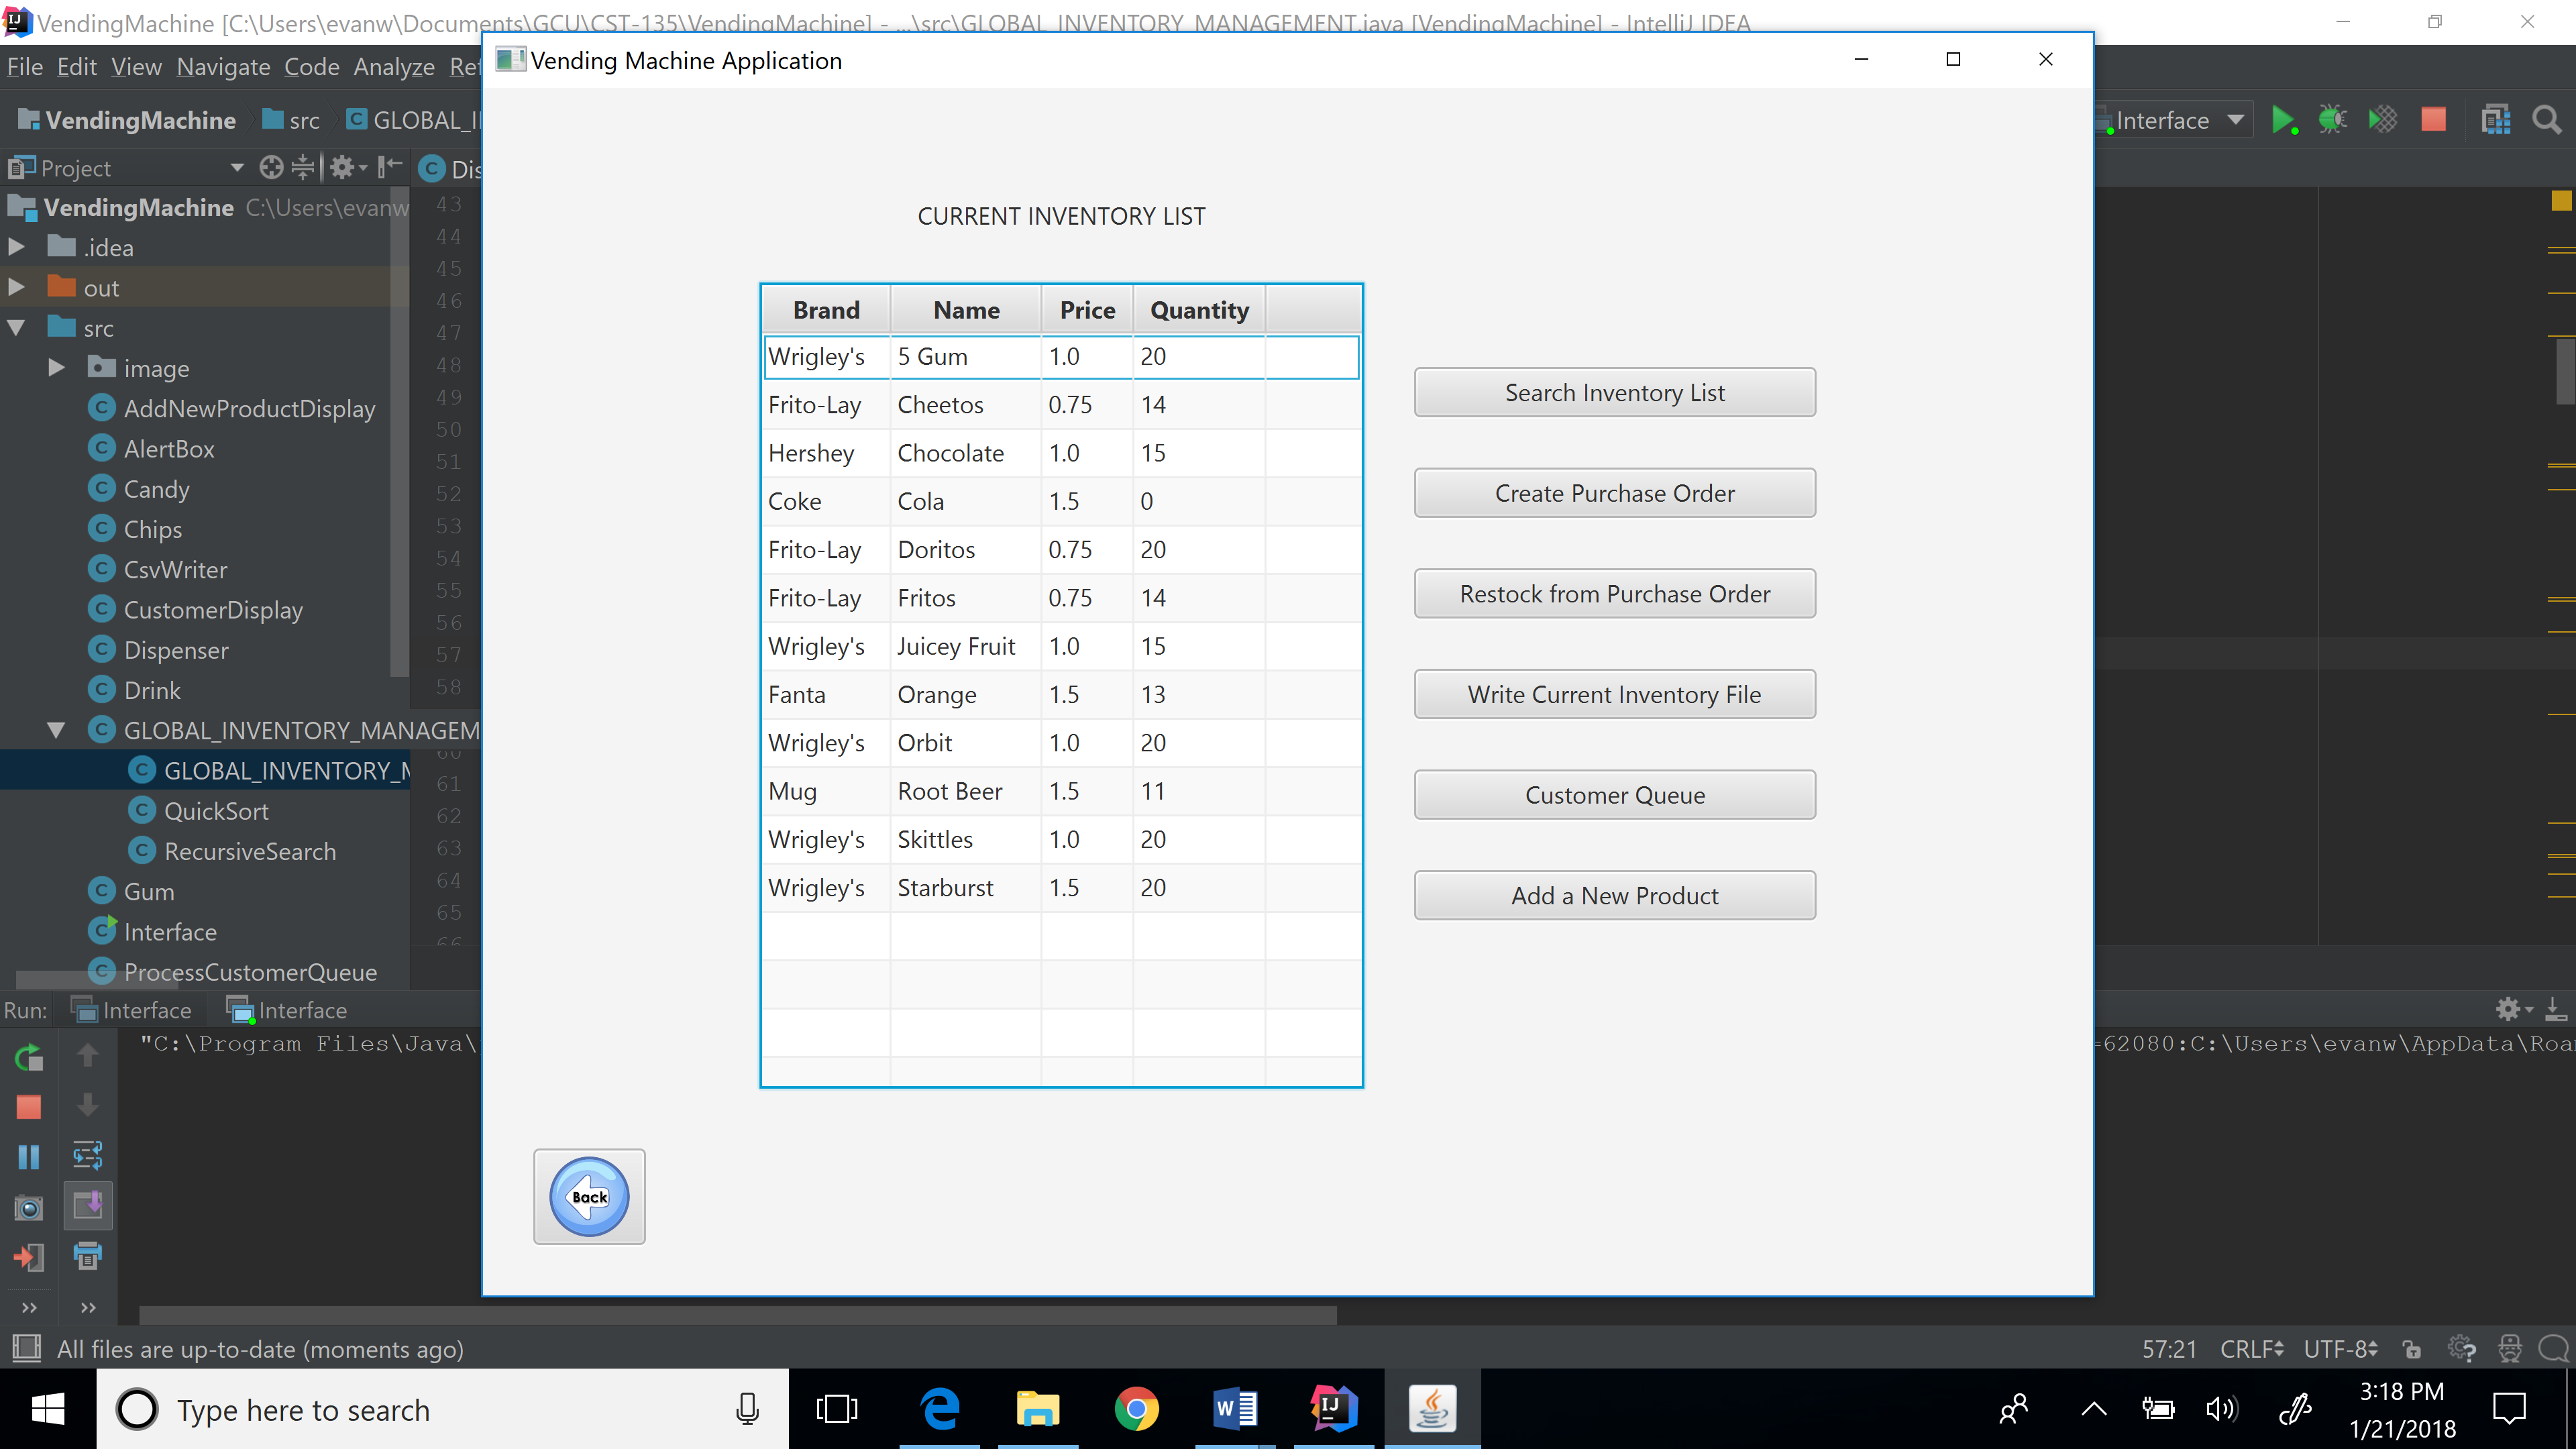 VendingMachine [C:\Users\evanw\Documents\GCU\CST-135\VendingMachine] - ...\src\GLOBAL_INVENTORY_MANAGEMENT.java [VendingMachine] - IntelliJ IDEA
Vending Machine Application
File Edit View Navigate Code Analyze Ref
VendingMachine src GLOBAL_I
Interface
Project
Dis
VendingMachine C:\Users\evanw
.idea
out
src
image
AddNewProductDisplay
AlertBox
Candy
Chips
CsvWriter
CustomerDisplay
Dispenser
Drink
GLOBAL_INVENTORY_MANAGEM
GLOBAL_INVENTORY_M
QuickSort
RecursiveSearch
Gum
Interface
ProcessCustomerQueue
43
44
45
46
47
48
49
50
51
52
53
54
55
56
57
58
60
61
62
63
64
65
66
CURRENT INVENTORY LIST
Brand Name Price Quantity
Wrigley's 5 Gum 1.0 20
Frito-Lay Cheetos 0.75 14
Hershey Chocolate 1.0 15
Coke Cola 1.5 0
Frito-Lay Doritos 0.75 20
Frito-Lay Fritos 0.75 14
Wrigley's Juicey Fruit 1.0 15
Fanta Orange 1.5 13
Wrigley's Orbit 1.0 20
Mug Root Beer 1.5 11
Wrigley's Skittles 1.0 20
Wrigley's Starburst 1.5 20
Search Inventory List
Create Purchase Order
Restock from Purchase Order
Write Current Inventory File
Customer Queue
Add a New Product
Back
Run: Interface Interface
"C:\Program Files\Java\
=62080:C:\Users\evanw\AppData\Roa
All files are up-to-date (moments ago)
57:21 CRLF UTF-8
Type here to search
3:18 PM
1/21/2018